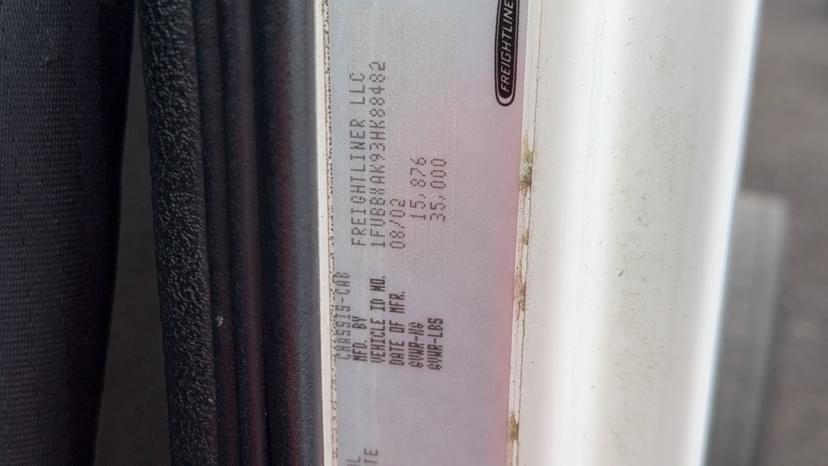 FREIGHTLINER
CHASSIS-CAB
MFD. BY FREIGHTLINER LLC
VEHICLE ID NO. 1FVBBXAK93HK88482
DATE OF MFR. 08/02
GVWR-KG 15,876
GVWR-LBS 35,000